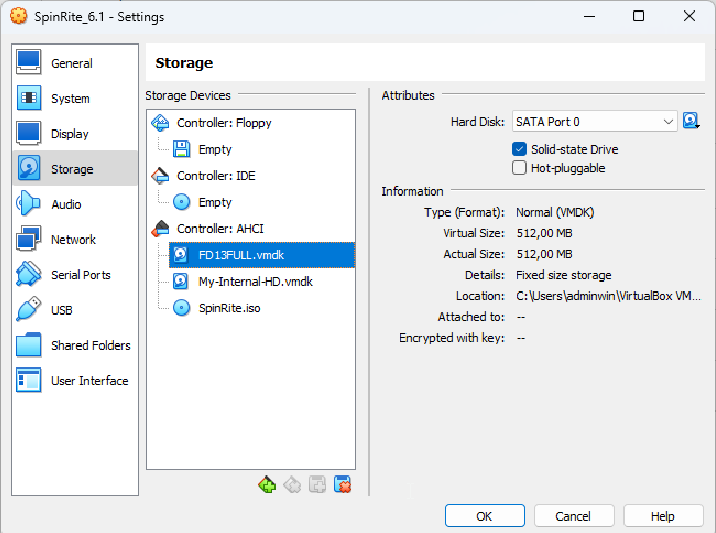 SpinRite_6.1 - Settings
General
System
Display
Storage
Audio
Network
Serial Ports
USB
Shared Folders
User Interface
Storage
Storage Devices
Controller: Floppy
Empty
Controller: IDE
Empty
Controller: AHCI
FD13FULL.vmdk
My-Internal-HD.vmdk
SpinRite.iso
Attributes
Hard Disk: SATA Port 0
Solid-state Drive
Hot-pluggable
Information
Type (Format): Normal (VMDK)
Virtual Size: 512,00 MB
Actual Size: 512,00 MB
Details: Fixed size storage
Location: C:\Users\adminwin\VirtualBox VM...
Attached to: --
Encrypted with key: --
OK Cancel Help